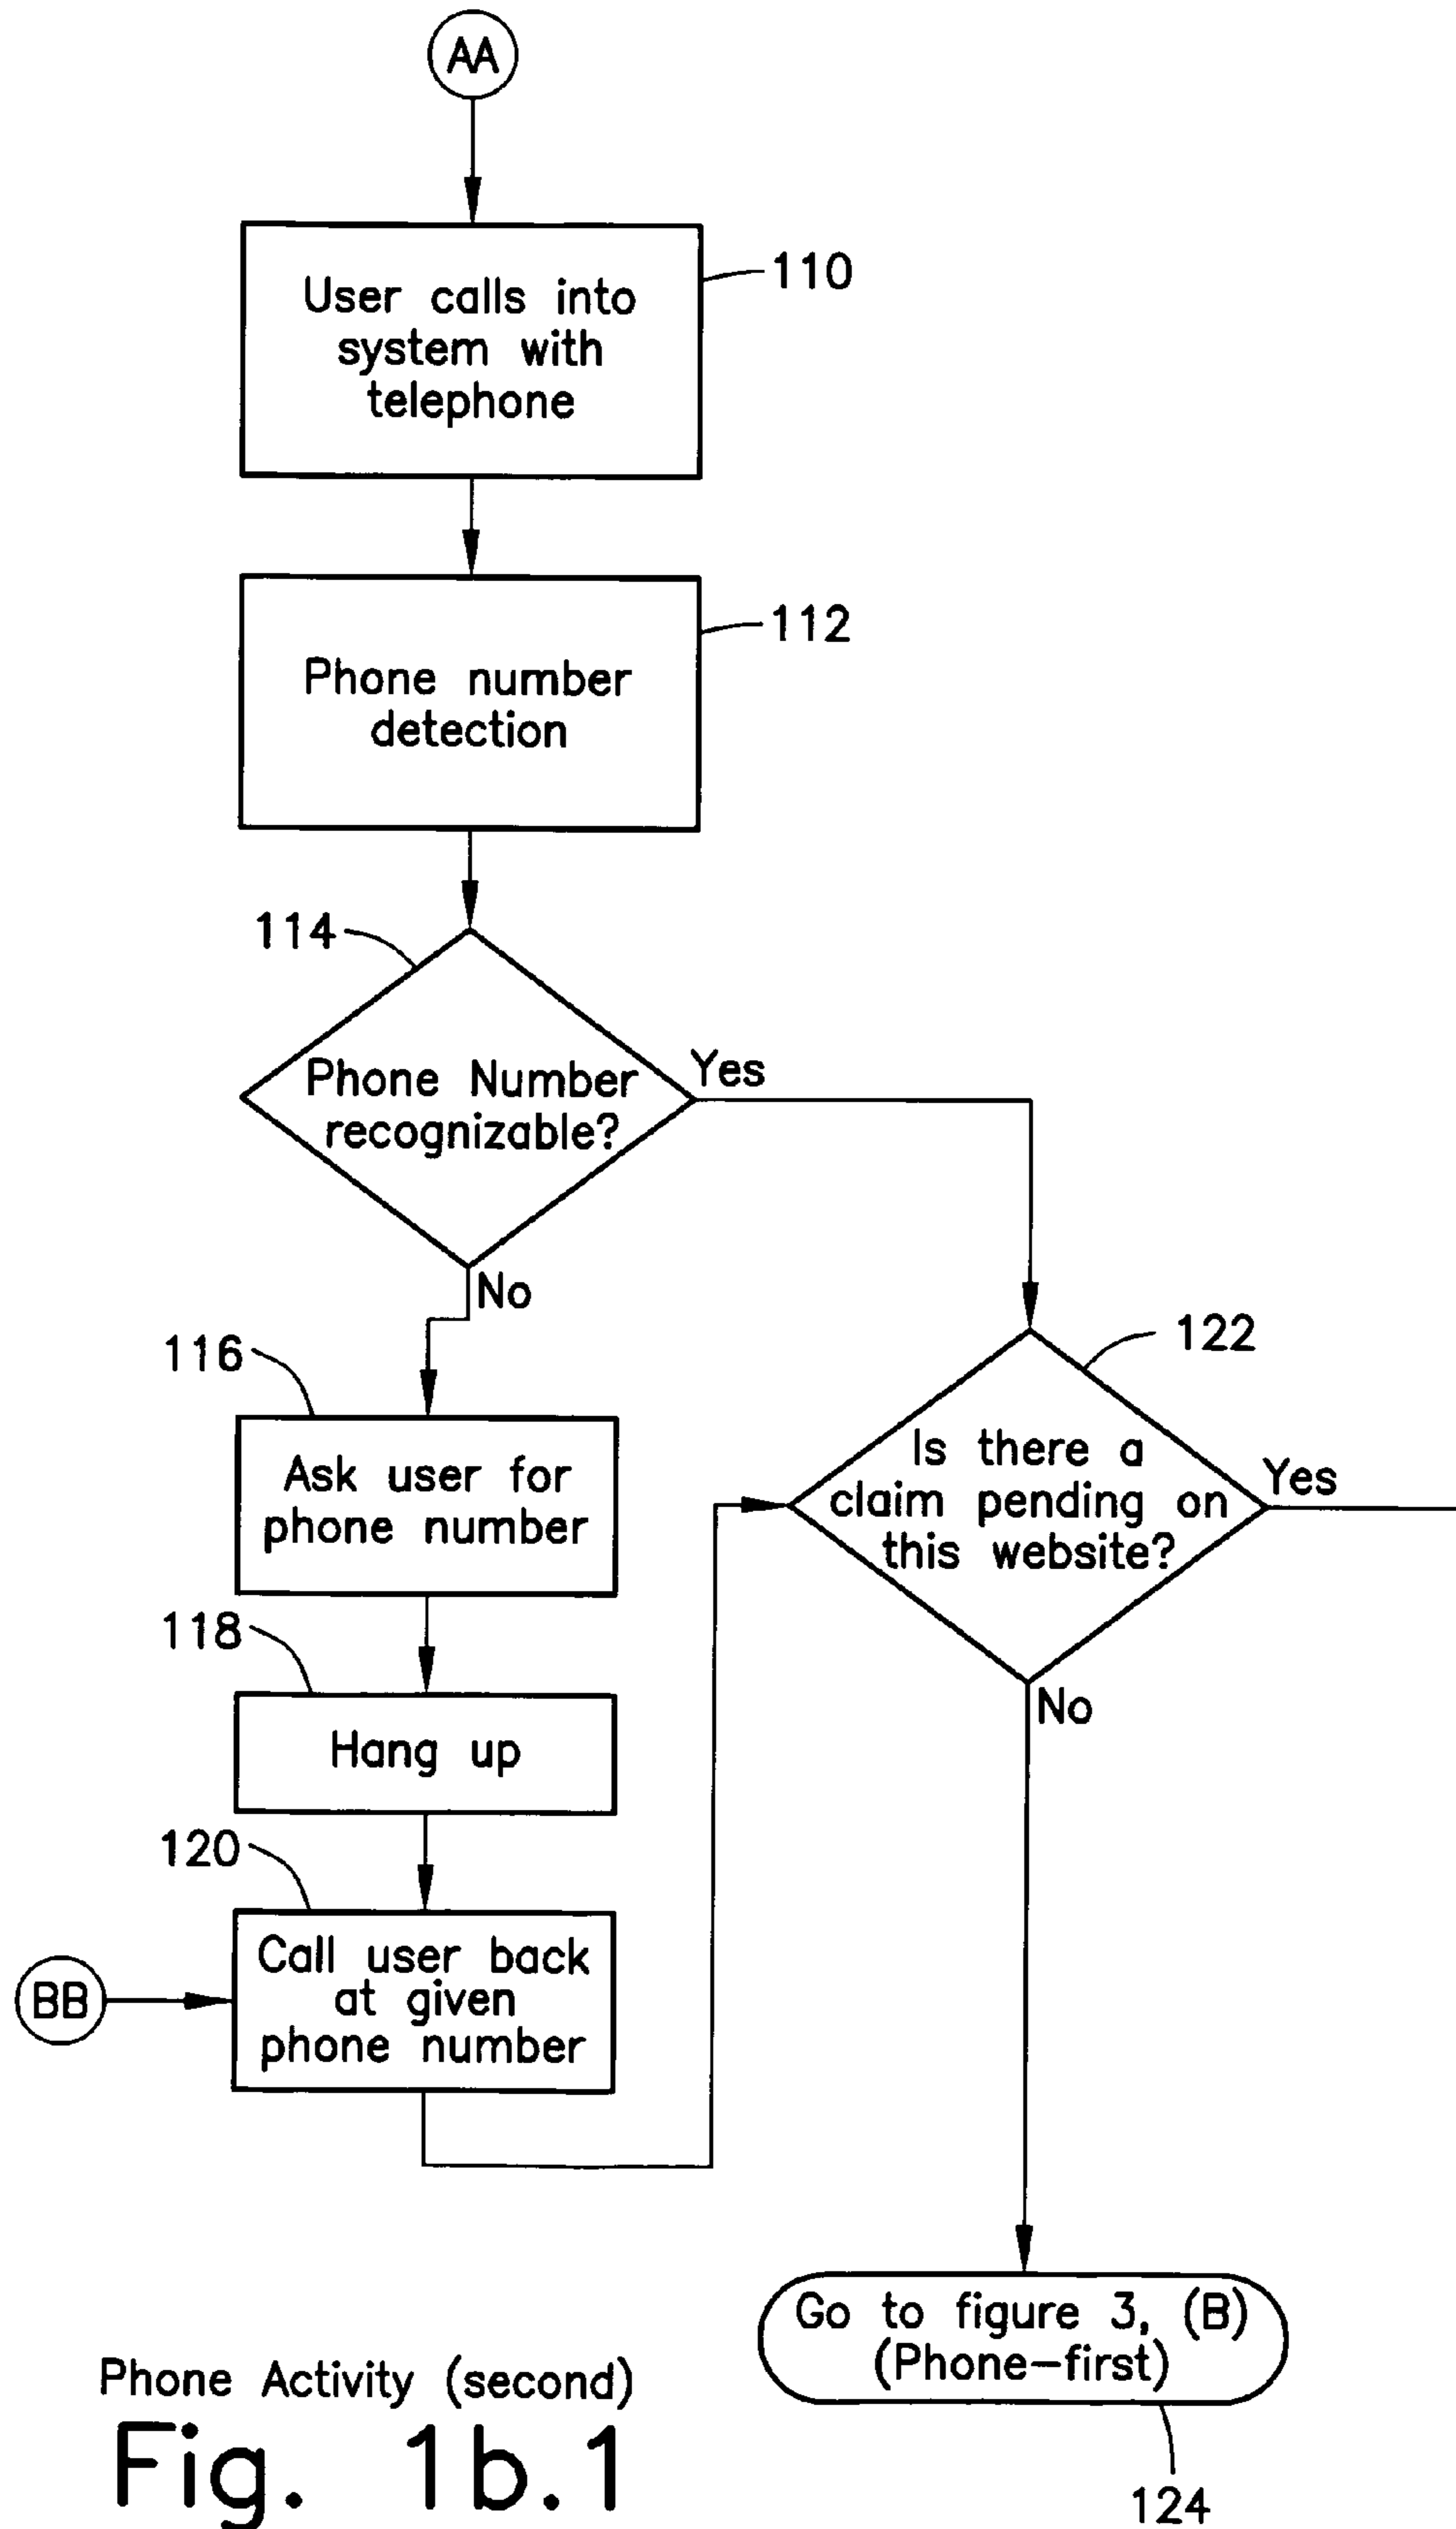 AA
User calls into
system with
telephone
110
Phone number
detection
112
114
Phone Number
recognizable?
Yes
No
116
Ask user for
phone number
118
Hang up
120
Call user back
at given
phone number
BB
122
Is there a
claim pending on
this website?
Yes
No
Go to figure 3, (B)
(Phone-first)
124
Phone Activity (second)
Fig. 1b.1